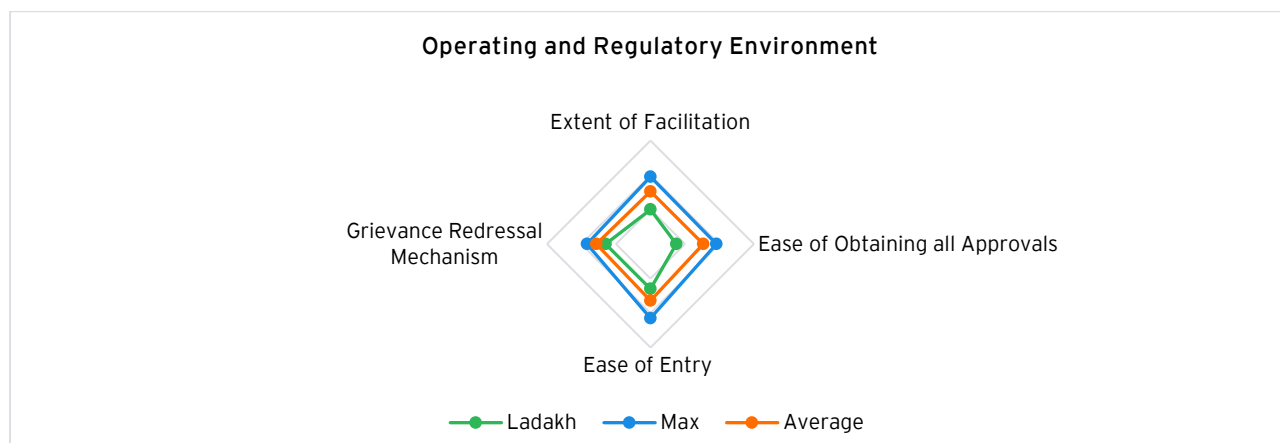 Operating and Regulatory Environment
Extent of Facilitation
Grievance Redressal
Mechanism
Ease of Obtaining all Approvals
Ease of Entry
Ladakh Max Average